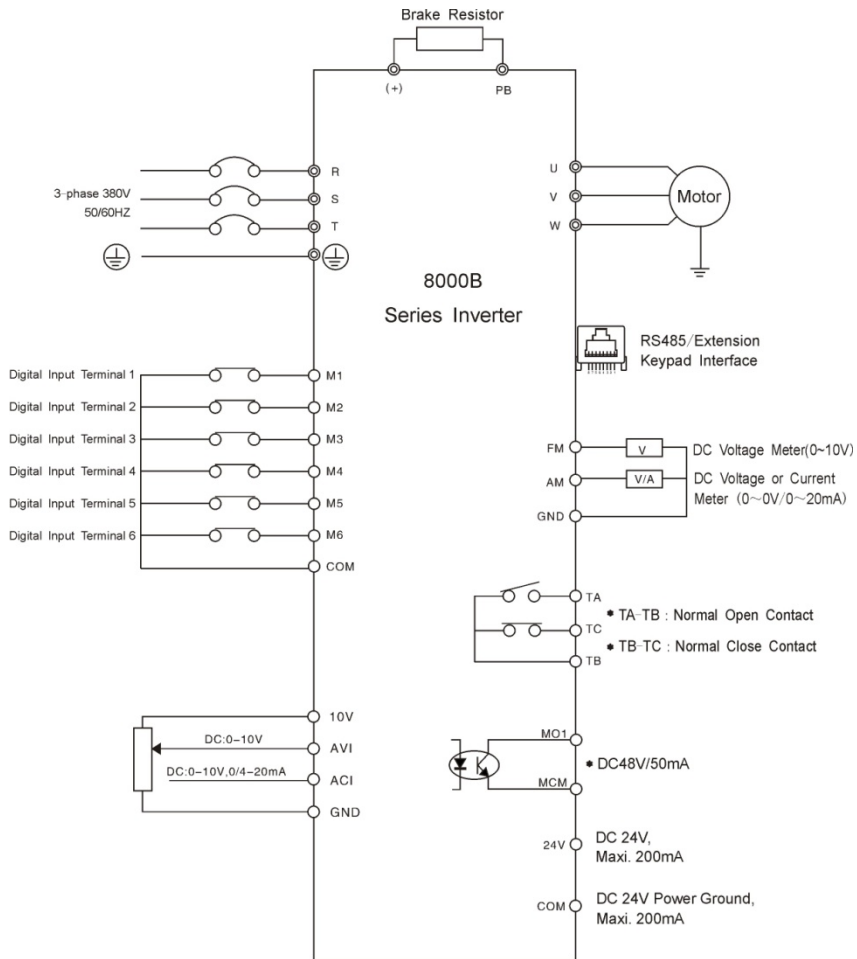 Brake Resistor
(+)
PB
R
3-phase 380V
S
50/60HZ
T
U
V
W
Motor
8000B
Series Inverter
RS485/Extension
Keypad Interface
Digital Input Terminal 1
M1
Digital Input Terminal 2
M2
Digital Input Terminal 3
M3
Digital Input Terminal 4
M4
Digital Input Terminal 5
M5
Digital Input Terminal 6
M6
COM
FM
V
DC Voltage Meter(0~10V)
AM
V/A
DC Voltage or Current
Meter (0~0V/0~20mA)
GND
TA
* TA-TB : Normal Open Contact
TC
* TB-TC : Normal Close Contact
TB
10V
DC:0-10V
AVI
DC:0-10V,0/4-20mA
ACI
GND
MO1
* DC48V/50mA
MCM
24V
DC 24V,
Maxi. 200mA
COM
DC 24V Power Ground,
Maxi. 200mA